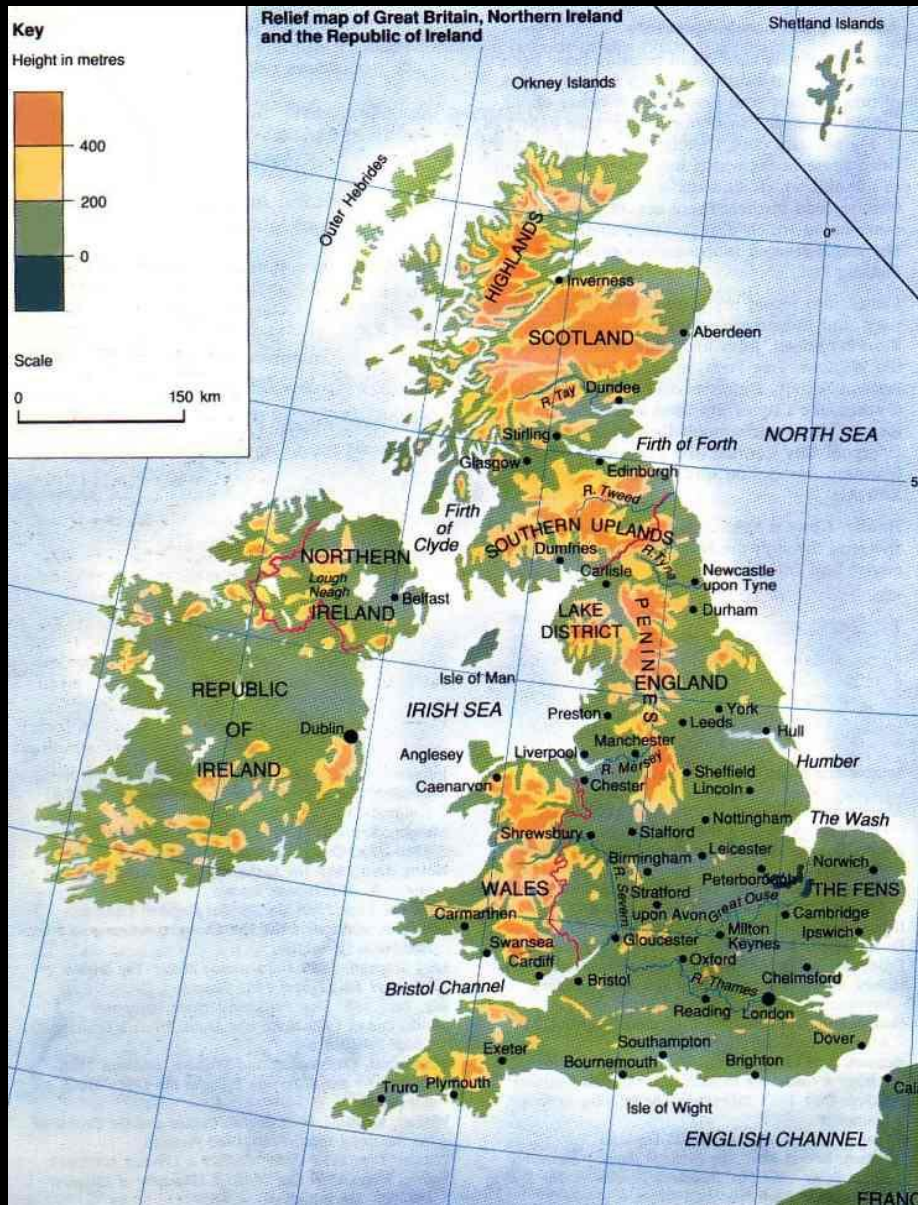 Key
Height in metres
400
200
0
Scale
0 150 km
Relief map of Great Britain, Northern Ireland
and the Republic of Ireland
Shetland Islands
Orkney Islands
Outer Hebrides
0°
HIGHLANDS
Inverness
SCOTLAND
Aberdeen
R. Tay
Dundee
Stirling
Firth of Forth
NORTH SEA
Glasgow
Edinburgh
5
R. Tweed
Firth
of
Clyde
SOUTHERN UPLANDS
Dumfries
R. Tyne
Carlisle
Newcastle
upon Tyne
NORTHERN
Lough
Neagh
IRELAND
Belfast
LAKE
DISTRICT
Durham
PENINES
Isle of Man
ENGLAND
REPUBLIC
OF
IRELAND
Dublin
IRISH SEA
Preston
York
Leeds
Hull
Anglesey
Liverpool
Manchester
R. Mersey
Humber
Caenarvon
Chester
Sheffield
Lincoln
Nottingham
The Wash
Shrewsbury
Stafford
Birmingham
Leicester
Norwich
Peterborough
THE FENS
WALES
R. Severn
Stratford
upon Avon
Great Ouse
Cambridge
Carmarthen
Milton
Keynes
Ipswich
Swansea
Gloucester
Oxford
Cardiff
Chelmsford
Bristol Channel
Bristol
R. Thames
Reading
London
Southampton
Dover
Exeter
Bournemouth
Brighton
Cal
Truro
Plymouth
Isle of Wight
ENGLISH CHANNEL
FRANC